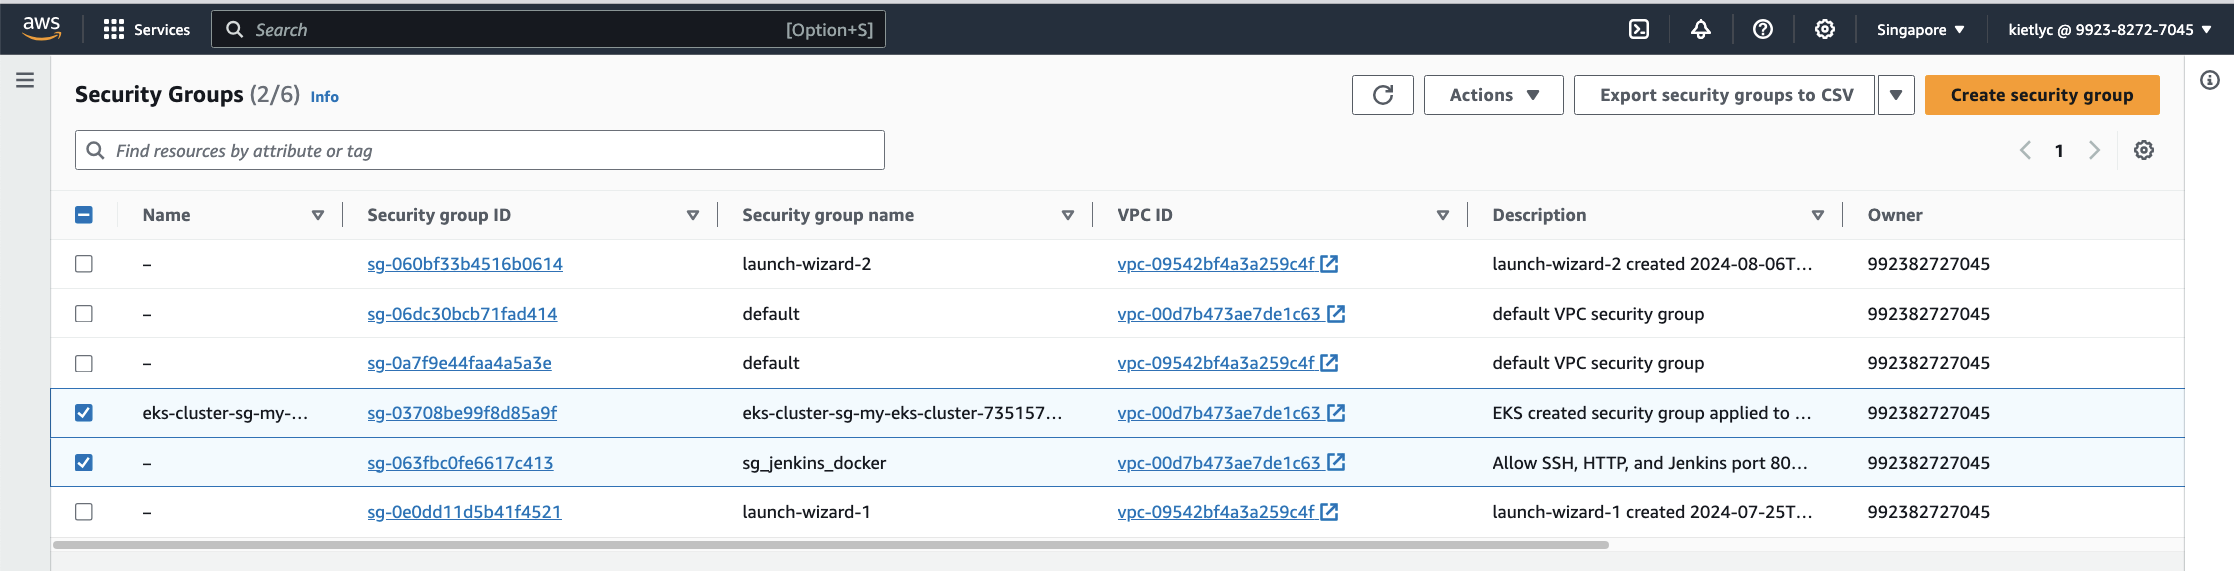 aws Services Search [Option+S] Singapore kietlyc @ 9923-8272-7045
Security Groups (2/6) Info Actions Export security groups to CSV Create security group
Find resources by attribute or tag 1
Name Security group ID Security group name VPC ID Description Owner
– sg-060bf33b4516b0614 launch-wizard-2 vpc-09542bf4a3a259c4f launch-wizard-2 created 2024-08-06T... 992382727045
– sg-06dc30bcb71fad414 default vpc-00d7b473ae7de1c63 default VPC security group 992382727045
– sg-0a7f9e44faa4a5a3e default vpc-09542bf4a3a259c4f default VPC security group 992382727045
eks-cluster-sg-my-... sg-03708be99f8d85a9f eks-cluster-sg-my-eks-cluster-735157... vpc-00d7b473ae7de1c63 EKS created security group applied to ... 992382727045
– sg-063fbc0fe6617c413 sg_jenkins_docker vpc-00d7b473ae7de1c63 Allow SSH, HTTP, and Jenkins port 80... 992382727045
– sg-0e0dd11d5b41f4521 launch-wizard-1 vpc-09542bf4a3a259c4f launch-wizard-1 created 2024-07-25T... 992382727045